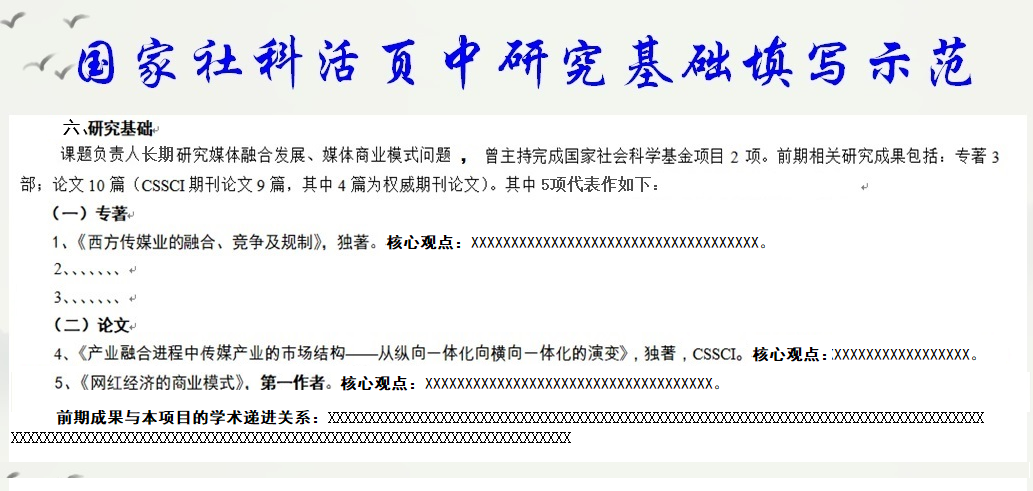 国家社科活页中研究基础填写示范
六、研究基础
课题负责人长期研究媒体融合发展、媒体商业模式问题 ， 曾主持完成国家社会科学基金项目 2 项。前期相关研究成果包括：专著 3
部；论文 10 篇（CSSCI 期刊论文 9 篇，其中 4 篇为权威期刊论文）。其中 5项代表作如下：
（一）专著
1、《西方传媒业的融合、竞争及规制》，独著。核心观点：XXXXXXXXXXXXXXXXXXXXXXXXXXXXXXXXXXXX。
2、、、、、、、
3、、、、、、、
（二）论文
4、《产业融合进程中传媒产业的市场结构——从纵向一体化向横向一体化的演变》，独著，CSSCI。核心观点：XXXXXXXXXXXXXXXXX。
5、《网红经济的商业模式》，第一作者。核心观点：XXXXXXXXXXXXXXXXXXXXXXXXXXXXXXXXXXXX。
前期成果与本项目的学术递进关系：XXXXXXXXXXXXXXXXXXXXXXXXXXXXXXXXXXXXXXXXXXXXXXXXXXXXXXXXXXXXXXXXXXXXXXXXXXXXXXXXXX
XXXXXXXXXXXXXXXXXXXXXXXXXXXXXXXXXXXXXXXXXXXXXXXXXXXXXXXXXXXXXXXXXXXXXX